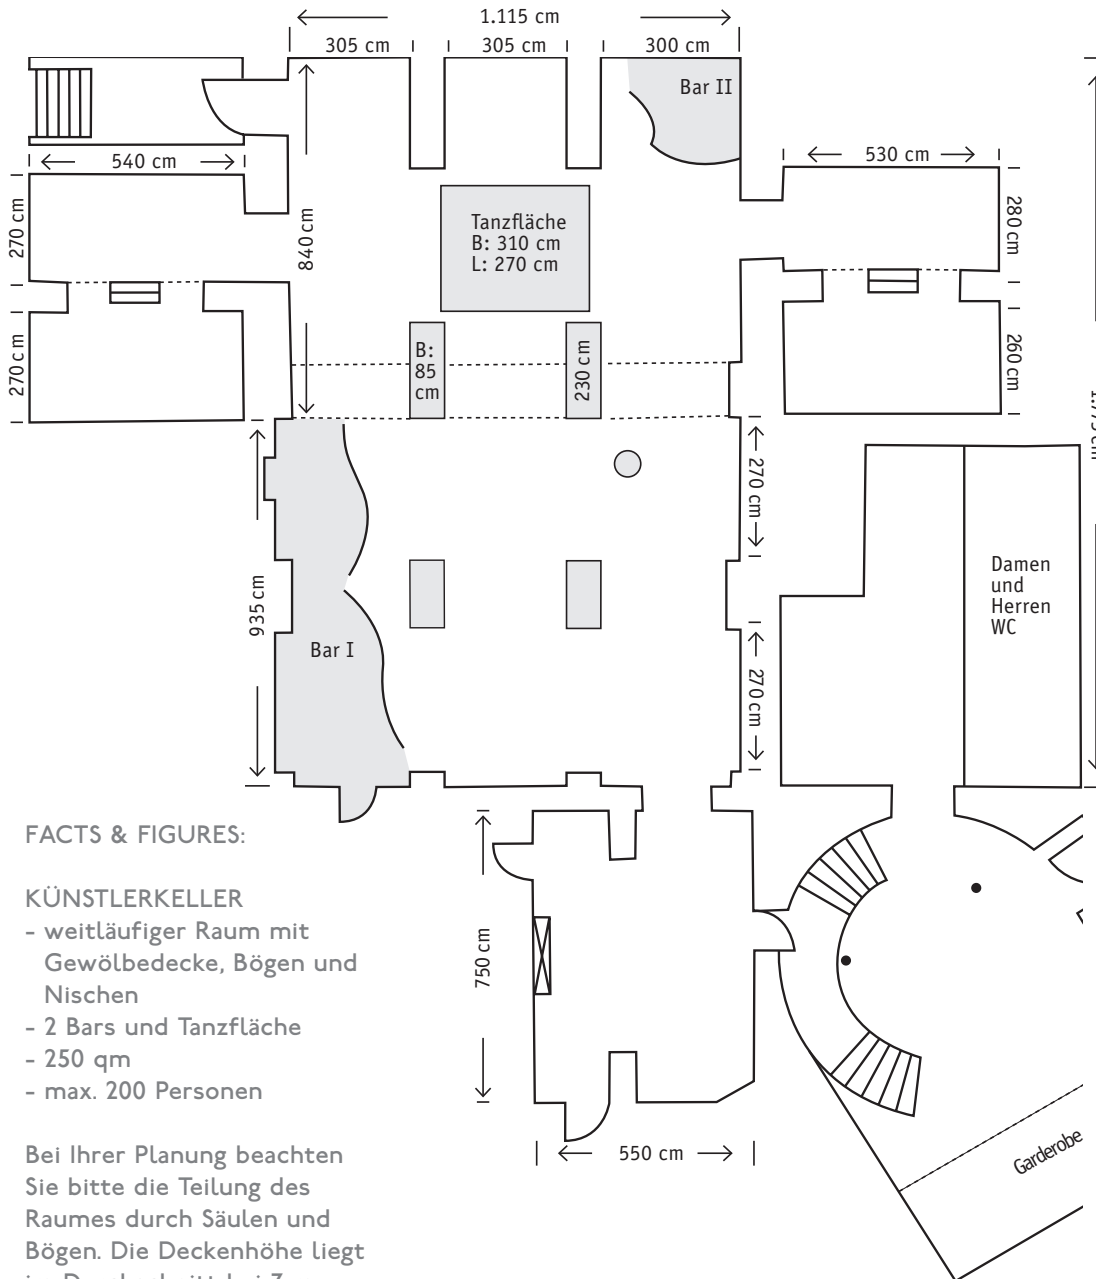 1.115 cm
305 cm
305 cm
300 cm
Bar II
540 cm
530 cm
270 cm
840 cm
Tanzfläche
B: 310 cm
L: 270 cm
280 cm
270 cm
B:
85
cm
230 cm
260 cm
270 cm
935 cm
Bar I
270 cm
Damen
und
Herren
WC
750 cm
550 cm
Garderobe
FACTS & FIGURES:
KÜNSTLERKELLER
- weitläufiger Raum mit
Gewölbedecke, Bögen und
Nischen
- 2 Bars und Tanzfläche
- 250 qm
- max. 200 Personen
Bei Ihrer Planung beachten
Sie bitte die Teilung des
Raumes durch Säulen und
Bögen. Die Deckenhöhe liegt
im Durchschnitt bei 3